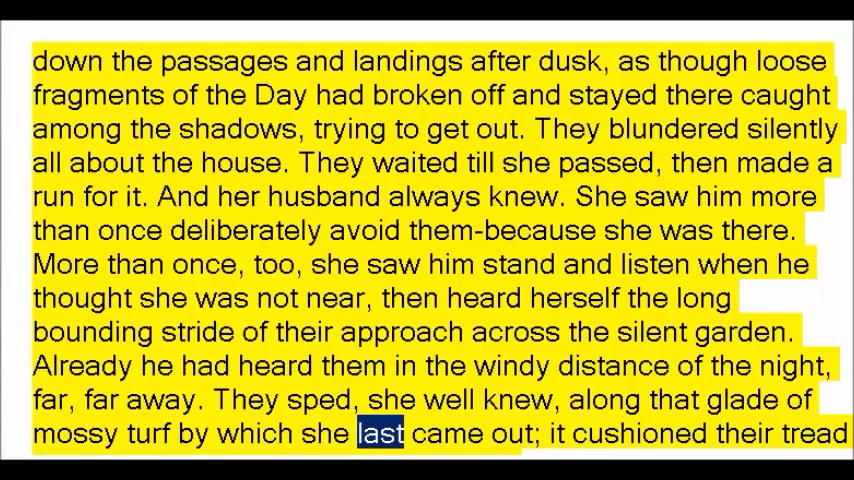 down the passages and landings after dusk, as though loose
fragments of the Day had broken off and stayed there caught
among the shadows, trying to get out. They blundered silently
all about the house. They waited till she passed, then made a
run for it. And her husband always knew. She saw him more
than once deliberately avoid them-because she was there.
More than once, too, she saw him stand and listen when he
thought she was not near, then heard herself the long
bounding stride of their approach across the silent garden.
Already he had heard them in the windy distance of the night,
far, far away. They sped, she well knew, along that glade of
mossy turf by which she last came out; it cushioned their tread